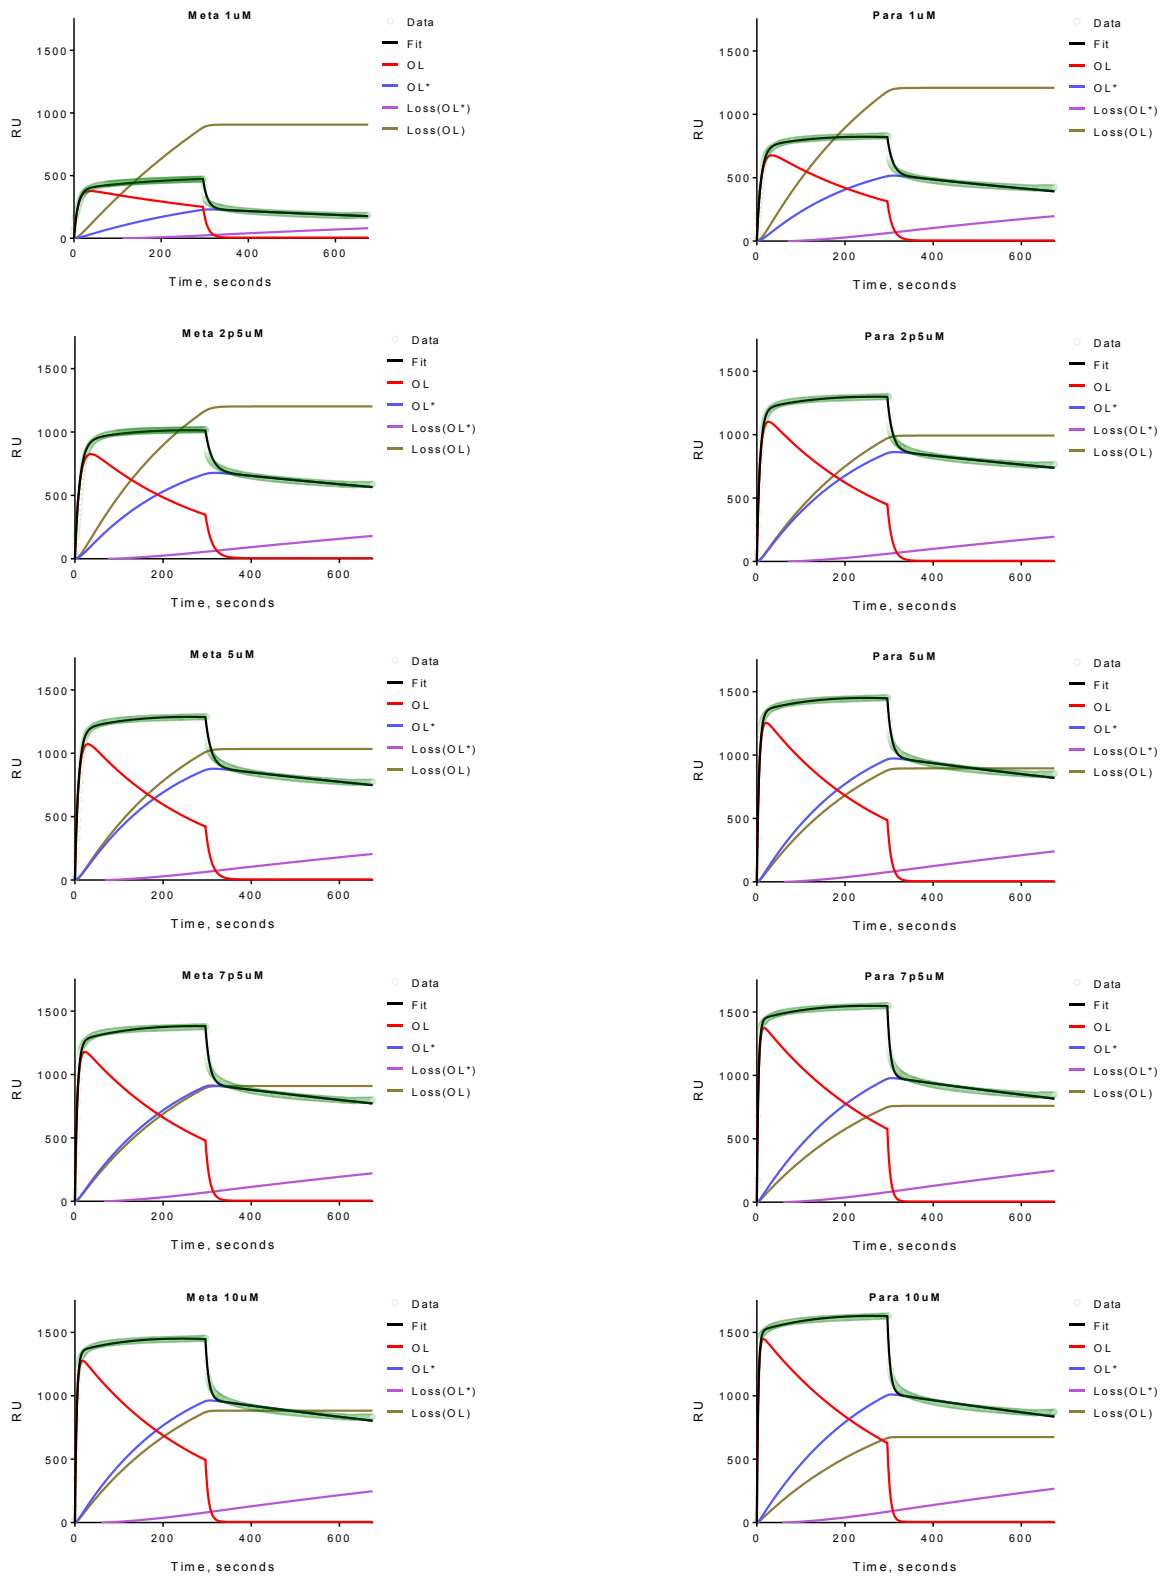 Meta 1uM
1500
1000
500
0
RU
0 200 400 600
Time, seconds
Data
Fit
OL
OL*
Loss(OL*)
Loss(OL)
Para 1uM
1500
1000
500
0
RU
0 200 400 600
Time, seconds
Data
Fit
OL
OL*
Loss(OL*)
Loss(OL)
Meta 2p5uM
1500
1000
500
0
RU
0 200 400 600
Time, seconds
Data
Fit
OL
OL*
Loss(OL*)
Loss(OL)
Para 2p5uM
1500
1000
500
0
RU
0 200 400 600
Time, seconds
Data
Fit
OL
OL*
Loss(OL*)
Loss(OL)
Meta 5uM
1500
1000
500
0
RU
0 200 400 600
Time, seconds
Data
Fit
OL
OL*
Loss(OL*)
Loss(OL)
Para 5uM
1500
1000
500
0
RU
0 200 400 600
Time, seconds
Data
Fit
OL
OL*
Loss(OL*)
Loss(OL)
Meta 7p5uM
1500
1000
500
0
RU
0 200 400 600
Time, seconds
Data
Fit
OL
OL*
Loss(OL*)
Loss(OL)
Para 7p5uM
1500
1000
500
0
RU
0 200 400 600
Time, seconds
Data
Fit
OL
OL*
Loss(OL*)
Loss(OL)
Meta 10uM
1500
1000
500
0
RU
0 200 400 600
Time, seconds
Data
Fit
OL
OL*
Loss(OL*)
Loss(OL)
Para 10uM
1500
1000
500
0
RU
0 200 400 600
Time, seconds
Data
Fit
OL
OL*
Loss(OL*)
Loss(OL)